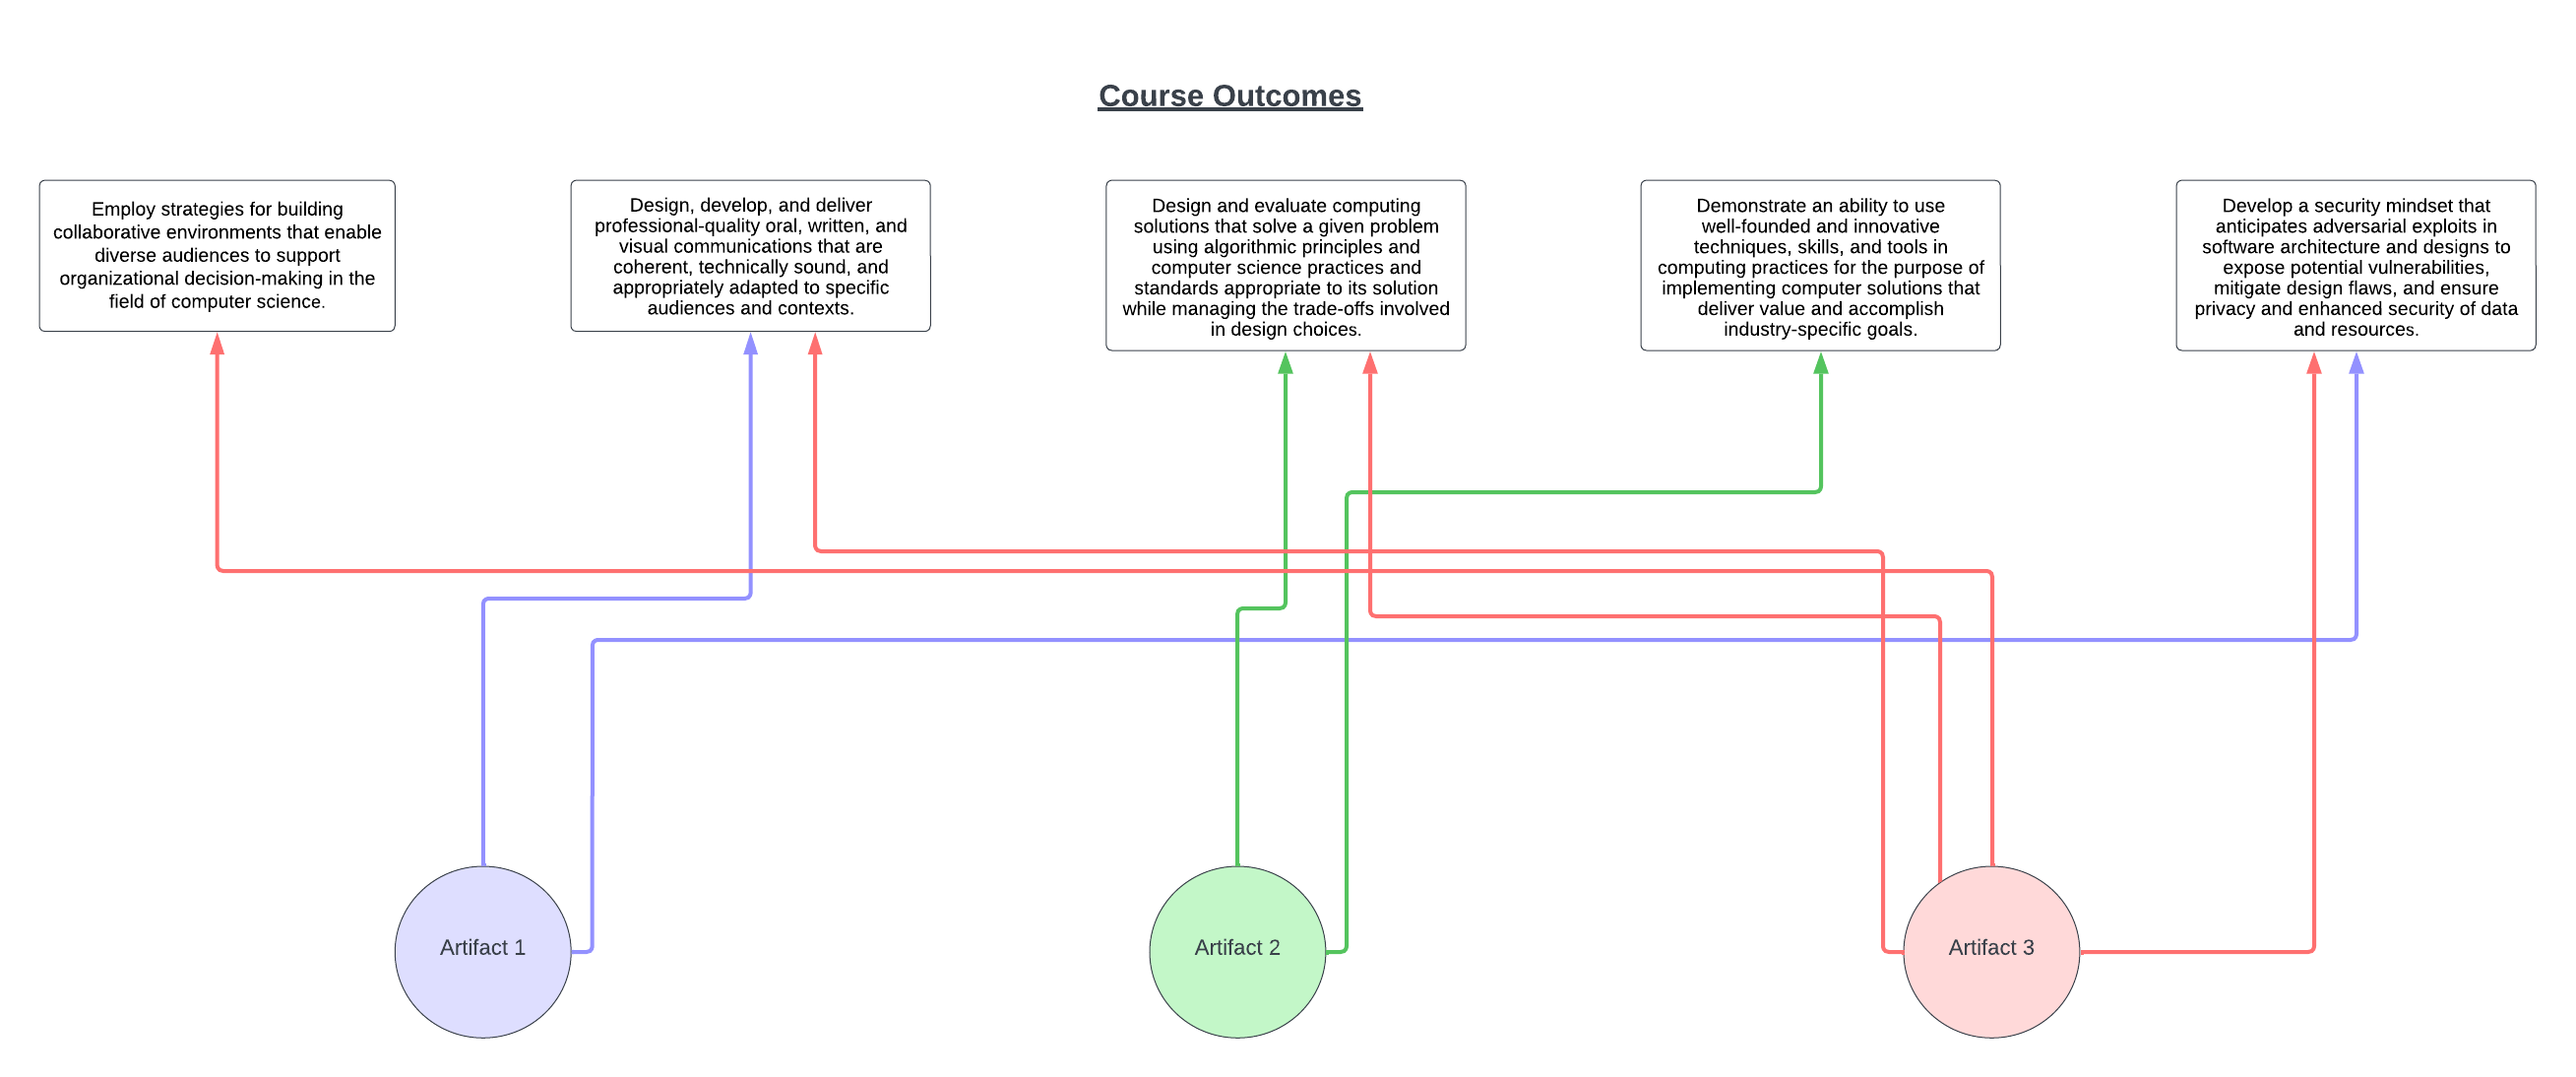 Course Outcomes
Employ strategies for building
collaborative environments that enable
diverse audiences to support
organizational decision-making in the
field of computer science.
Design, develop, and deliver
professional-quality oral, written, and
visual communications that are
coherent, technically sound, and
appropriately adapted to specific
audiences and contexts.
Design and evaluate computing
solutions that solve a given problem
using algorithmic principles and
computer science practices and
standards appropriate to its solution
while managing the trade-offs involved
in design choices.
Demonstrate an ability to use
well-founded and innovative
techniques, skills, and tools in
computing practices for the purpose of
implementing computer solutions that
deliver value and accomplish
industry-specific goals.
Develop a security mindset that
anticipates adversarial exploits in
software architecture and designs to
expose potential vulnerabilities,
mitigate design flaws, and ensure
privacy and enhanced security of data
and resources.
Artifact 1
Artifact 2
Artifact 3